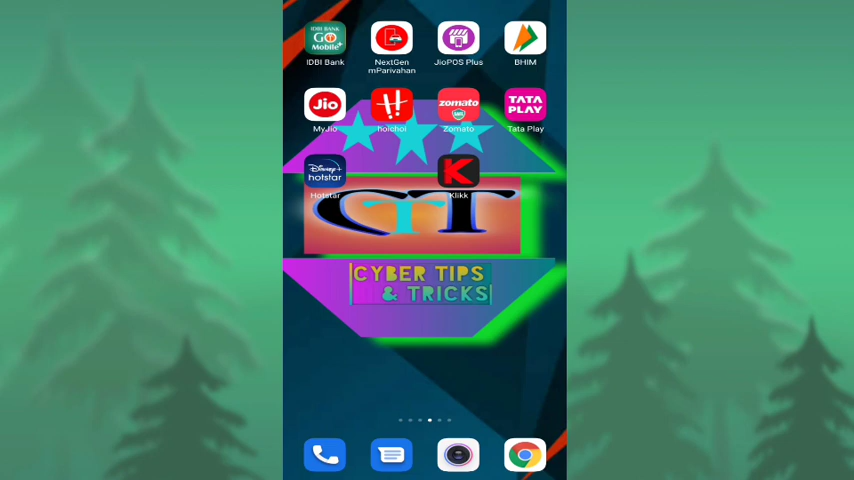 IDBI BANK
GO
Mobile+
IDBI Bank
NextGen
mParivahan
JioPOS Plus
BHIM
Jio
MyJio
hoichoi
zomato
Zomato
TATA
PLAY
Tata Play
Disney+
hotstar
Hotstar
K
Klikk
CTT
CYBER TIPS
& TRICKS